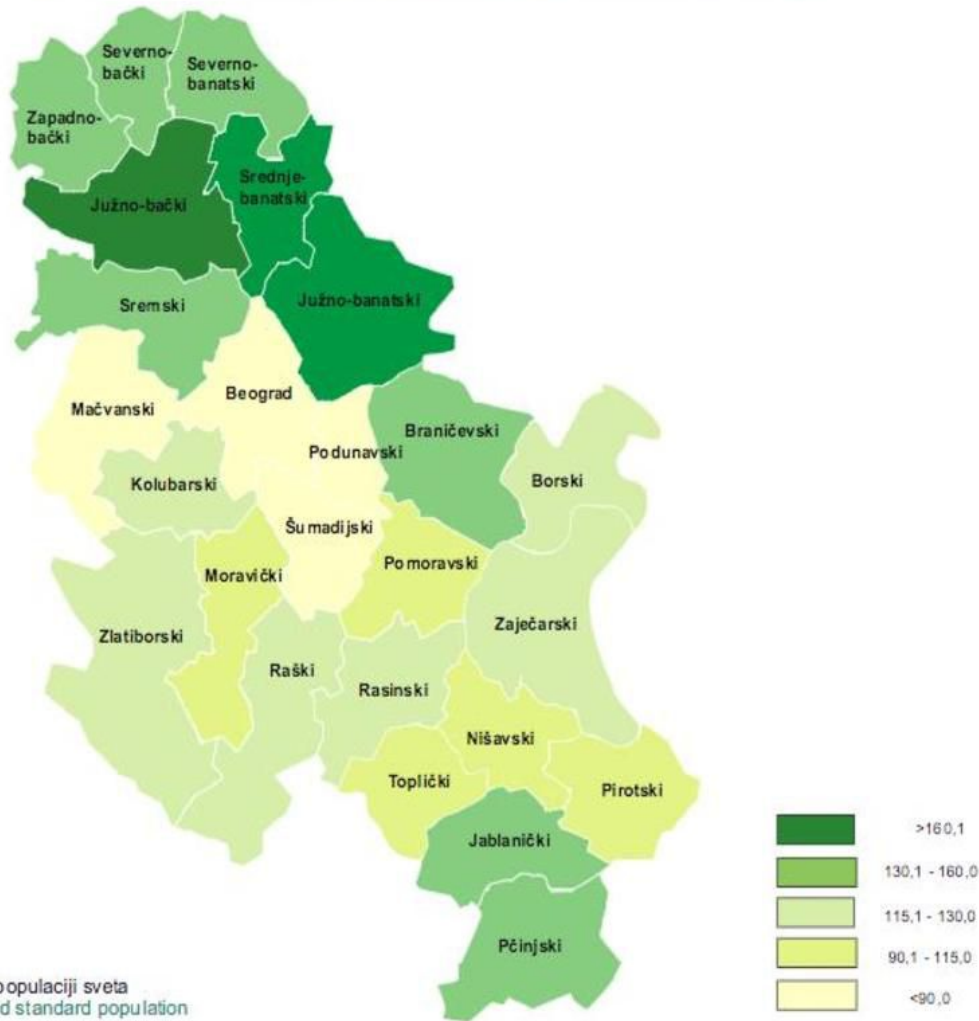 Severno-
bački
Severno-
banatski
Zapadno-
bački
Južno-bački
Srednje-
banatski
Južno-banatski
Sremski
Mačvanski
Beograd
Podunavski
Braničevski
Kolubarski
Borski
Šumadijski
Moravički
Pomoravski
Zlatiborski
Zaječarski
Raški
Rasinski
Nišavski
Toplički
Pirotski
Jablanički
Pčinjski
>160,1
130,1 - 160,0
115,1 - 130,0
90,1 - 115,0
<90,0
populaciji sveta
d standard population